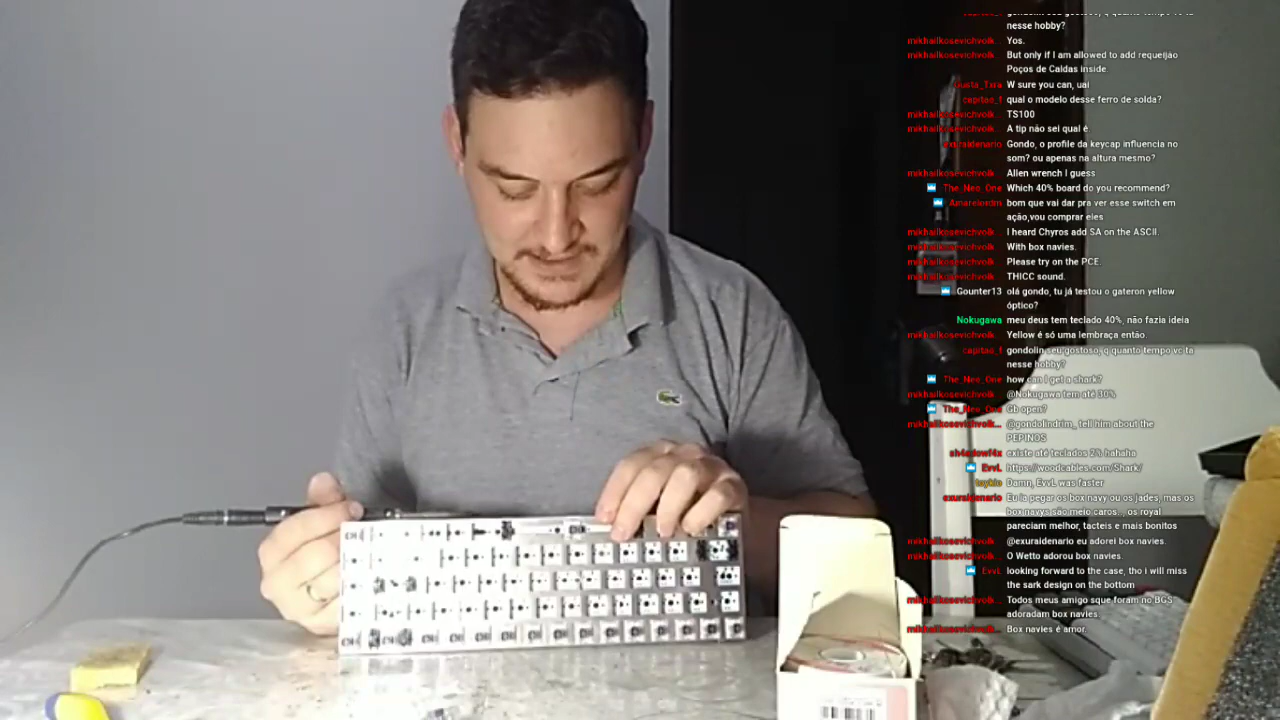 nesse hobby?
mikhailkosevichvolk... Yos.
mikhailkosevichvolk... But only if I am allowed to add requeijão
Poços de Caldas inside.
Gusta_Txra W sure you can, uai
capitao_f qual o modelo desse ferro de solda?
mikhailkosevichvolk... TS100
mikhailkosevichvolk... A tip não sei qual é.
exuraidenario Gondo, o profile da keycap influencia no
som? ou apenas na altura mesmo?
mikhailkosevichvolk... Alien wrench I guess
The_Neo_One Which 40% board do you recommend?
Amarelordm bom que vai dar pra ver esse switch em
ação,vou comprar eles
mikhailkosevichvolk... I heard Chyros add SA on the ASCII.
mikhailkosevichvolk... With box navies.
mikhailkosevichvolk... Please try on the PCE.
mikhailkosevichvolk... THICC sound.
Gounter13 olá gondo, tu já testou o gateron yellow
óptico?
Nokugawa meu deus tem teclado 40%, não fazia ideia
mikhailkosevichvolk... Yellow é só uma lembraça então.
capitao_f gondolin seu gostoso, q quanto tempo vc ta
nesse hobby?
The_Neo_One how can I get a shark?
mikhailkosevichvolk... @Nokugawa tem até 30%
The_Neo_One Gb open?
mikhailkosevichvolk... @gondolindrim_ tell him about the
PEPINOS
sh4adowf4x existe até teclados 2% hahaha
EvvL https://woodcables.com/Shark/
toykio Damn, EvvL was faster
exuraidenario Eu ia pegar os box navy ou os jades, mas os
box navys são meio caros... , os royal
pareciam melhor, tacteis e mais bonitos
mikhailkosevichvolk... @exuraidenario eu adorei box navies.
mikhailkosevichvolk... O Wetto adorou box navies.
EvvL looking forward to the case, tho i will miss
the sark design on the bottom
mikhailkosevichvolk... Todos meus amigo sque foram no BGS
adoradam box navies.
mikhailkosevichvolk... Box navies é amor.